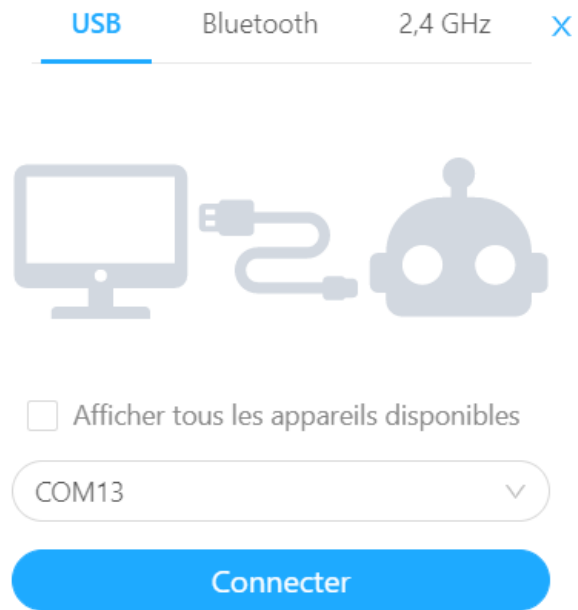 USB Bluetooth 2,4 GHz X
Afficher tous les appareils disponibles
COM13
Connecter